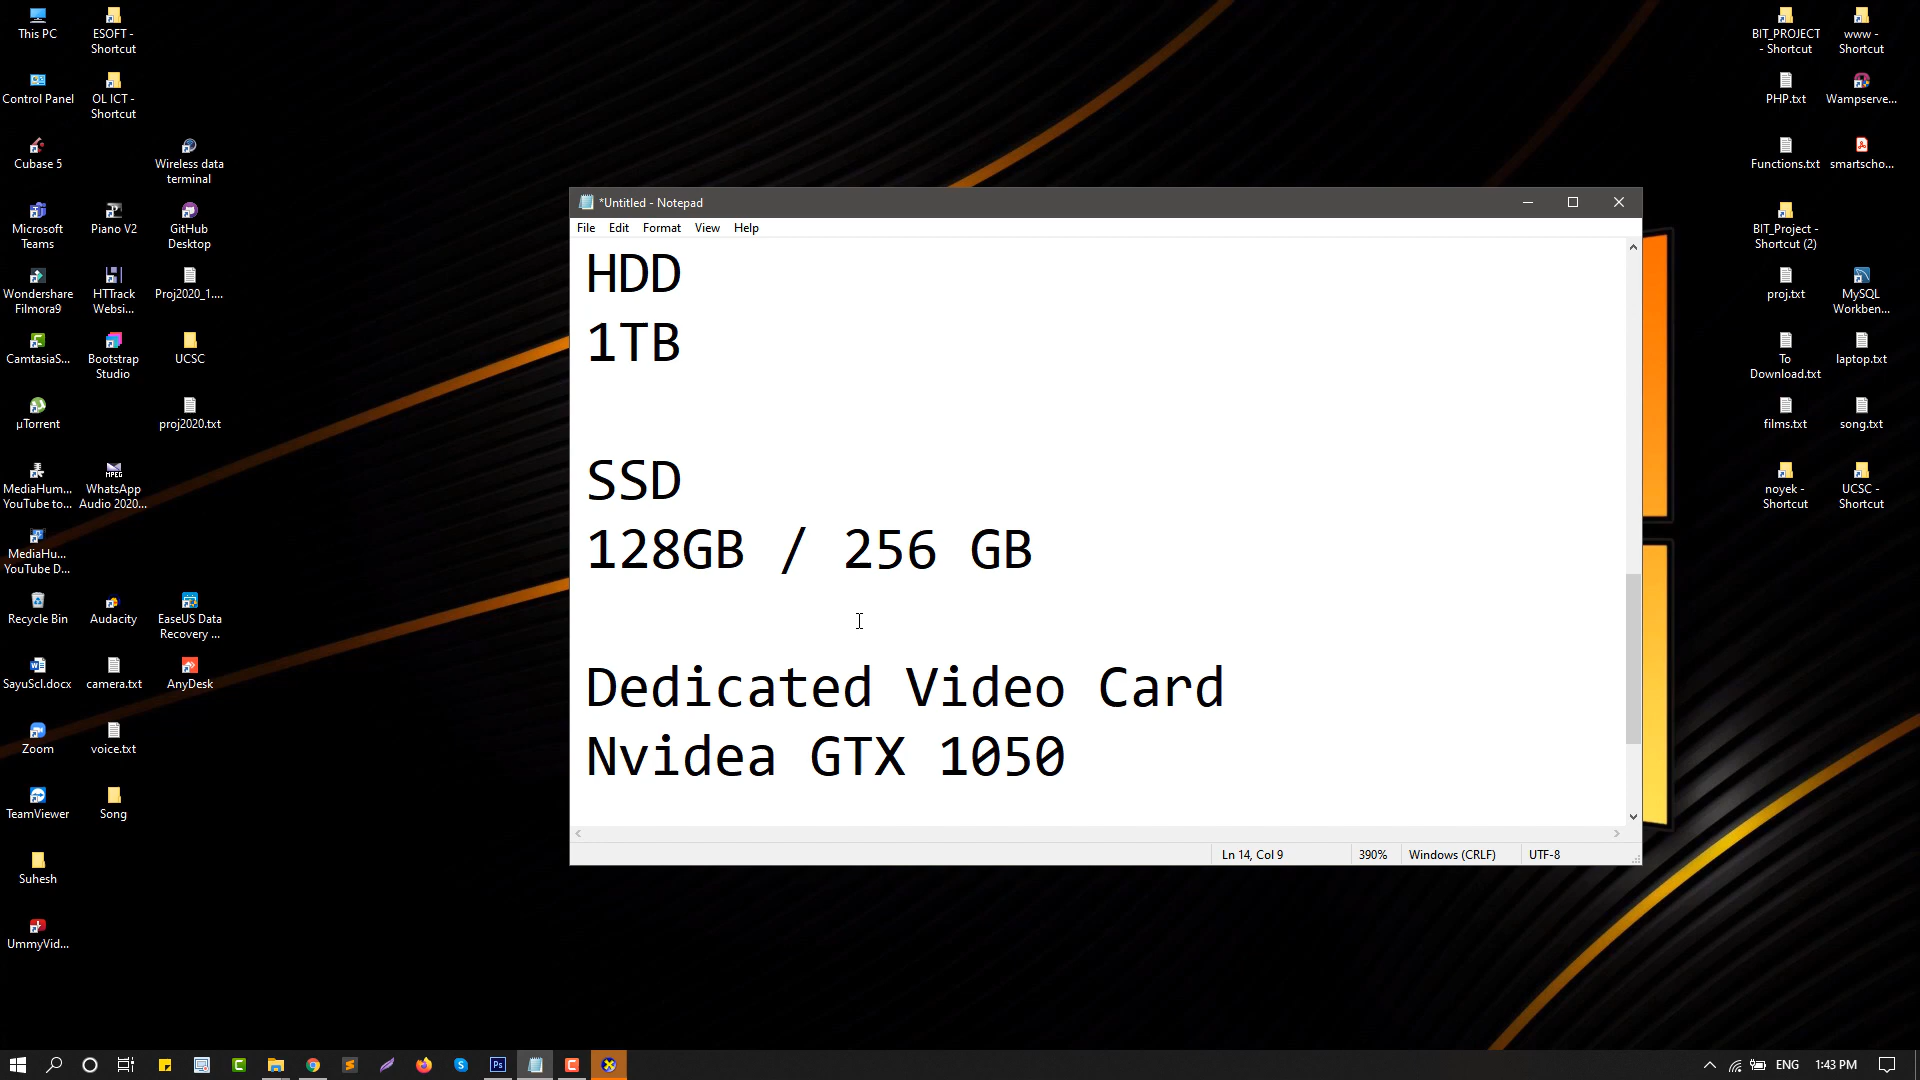 This PC
ESOFT -
Shortcut
Control Panel
OL ICT -
Shortcut
Cubase 5
Wireless data
terminal
Microsoft
Teams
Piano V2
GitHub
Desktop
Wondershare
Filmora9
HTTrack
Websi...
Proj2020_1....
CamtasiaS...
Bootstrap
Studio
UCSC
µTorrent
proj2020.txt
MediaHum...
YouTube to...
WhatsApp
Audio 2020...
MediaHu...
YouTube D...
Recycle Bin
Audacity
EaseUS Data
Recovery ...
SayuScl.docx
camera.txt
AnyDesk
Zoom
voice.txt
TeamViewer
Song
Suhesh
UmmyVid...
*Untitled - Notepad
File Edit Format View Help
HDD
1TB
SSD
128GB / 256 GB
Dedicated Video Card
Nvidea GTX 1050
Ln 14, Col 9 390% Windows (CRLF) UTF-8
BIT_PROJECT
- Shortcut
www -
Shortcut
PHP.txt
Wampserve...
Functions.txt
smartscho...
BIT_Project -
Shortcut (2)
proj.txt
MySQL
Workben...
To
Download.txt
laptop.txt
films.txt
song.txt
noyek -
Shortcut
UCSC -
Shortcut
Ps
ENG 1:43 PM